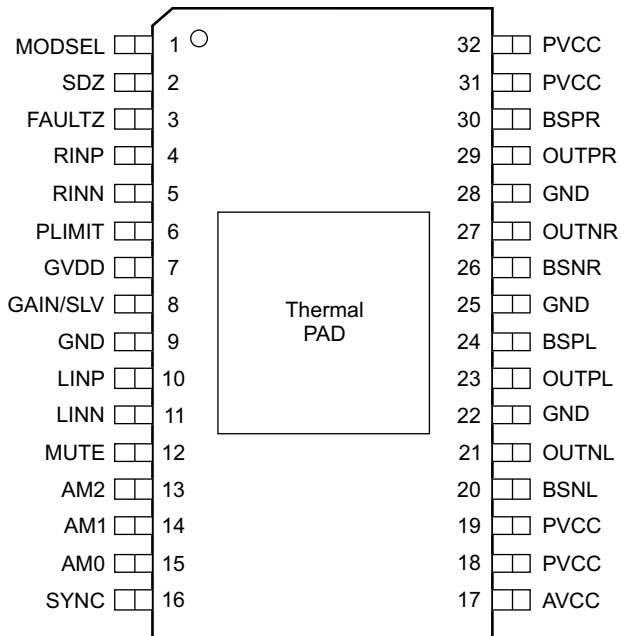 MODSEL 1 32 PVCC
SDZ 2 31 PVCC
FAULTZ 3 30 BSPR
RINP 4 29 OUTPR
RINN 5 28 GND
PLIMIT 6 27 OUTNR
GVDD 7 26 BSNR
GAIN/SLV 8 25 GND
Thermal
PAD
GND 9 24 BSPL
LINP 10 23 OUTPL
LINN 11 22 GND
MUTE 12 21 OUTNL
AM2 13 20 BSNL
AM1 14 19 PVCC
AM0 15 18 PVCC
SYNC 16 17 AVCC